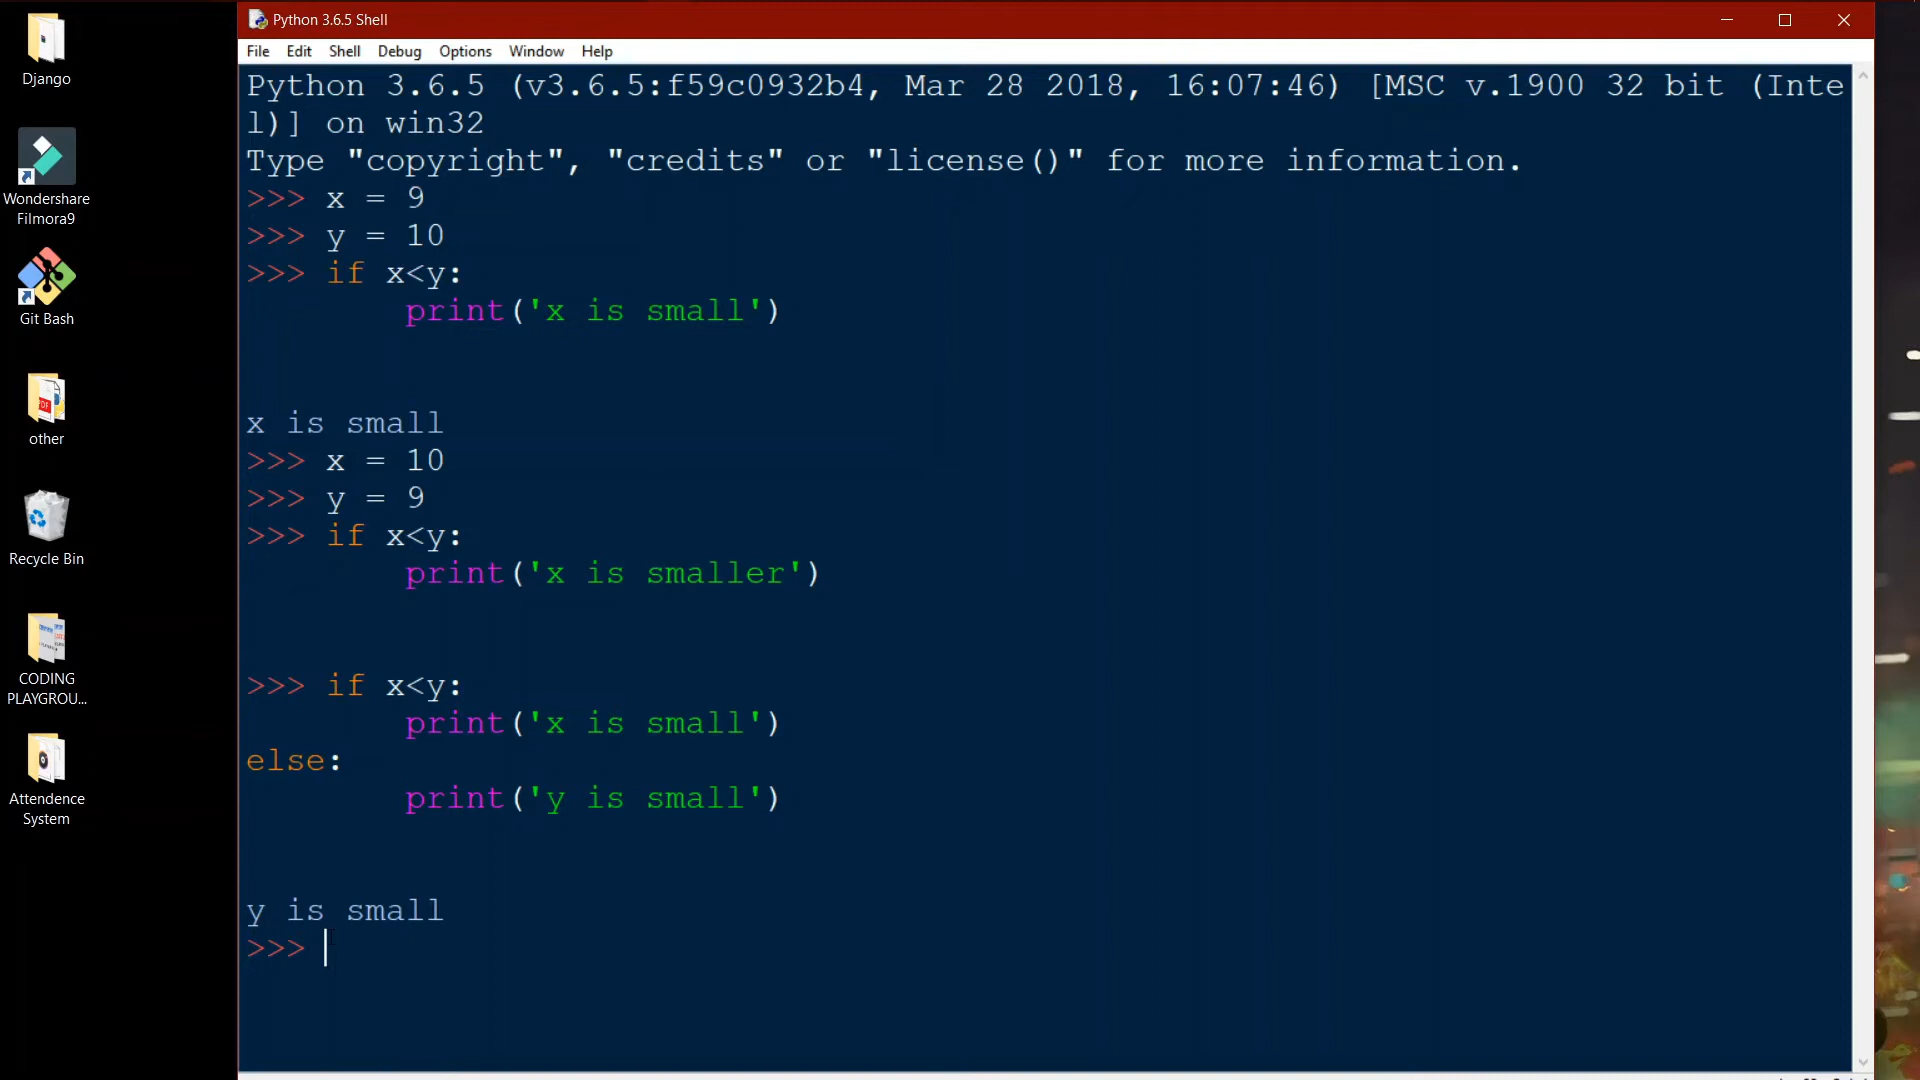 Python 3.6.5 Shell
File Edit Shell Debug Options Window Help
Python 3.6.5 (v3.6.5:f59c0932b4, Mar 28 2018, 16:07:46) [MSC v.1900 32 bit (Inte
l)] on win32
Type "copyright", "credits" or "license()" for more information.
>>> x = 9
>>> y = 10
>>> if x<y:
        print('x is small')
x is small
>>> x = 10
>>> y = 9
>>> if x<y:
        print('x is smaller')
>>> if x<y:
        print('x is small')
else:
        print('y is small')
y is small
>>>
Django
Wondershare
Filmora9
Git Bash
PDF
other
Recycle Bin
CODING
PLAYGROU...
Attendence
System